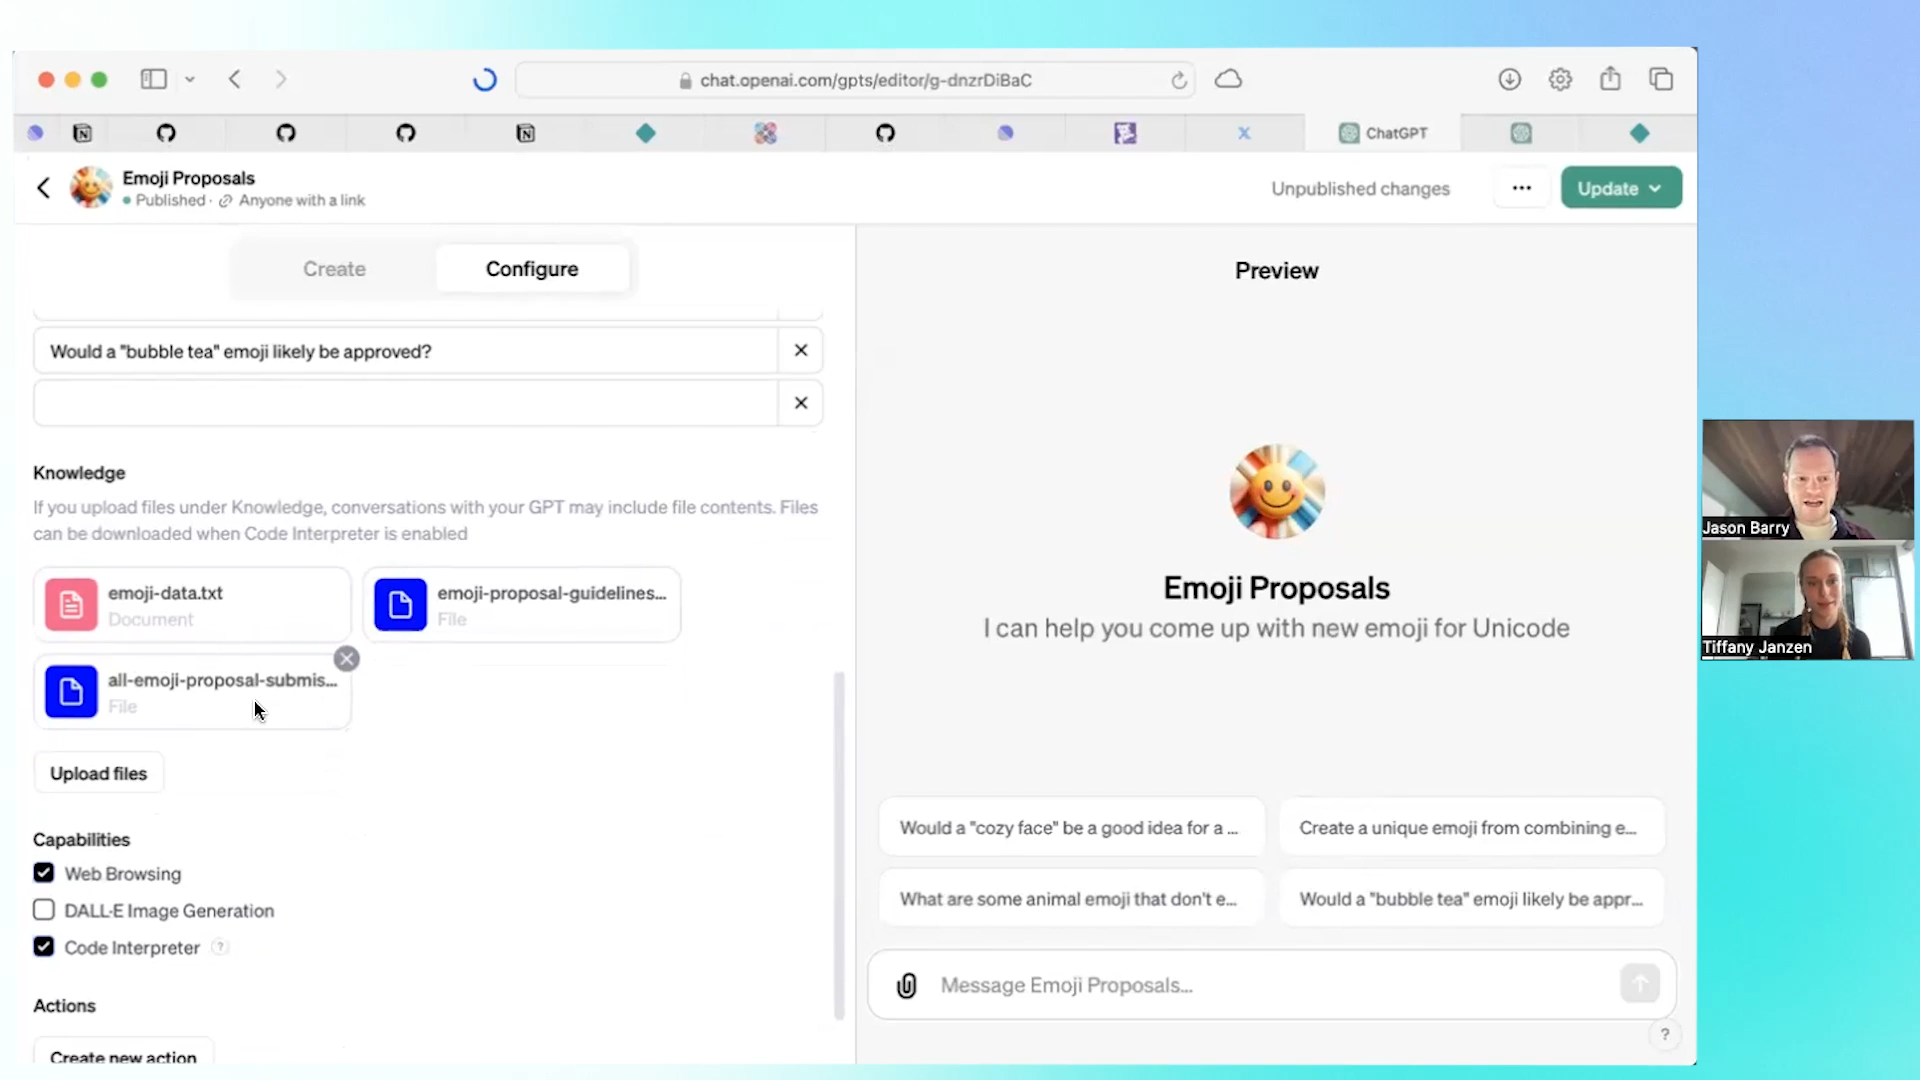 chat.openai.com/gpts/editor/g-dnzrDiBaC
ChatGPT
Emoji Proposals
Published · Anyone with a link
Unpublished changes
Update
Create
Configure
Would a "bubble tea" emoji likely be approved?
Knowledge
If you upload files under Knowledge, conversations with your GPT may include file contents. Files
can be downloaded when Code Interpreter is enabled
emoji-data.txt
Document
emoji-proposal-guidelines...
File
all-emoji-proposal-submis...
File
Upload files
Capabilities
Web Browsing
DALL·E Image Generation
Code Interpreter ?
Actions
Create new action
Preview
Emoji Proposals
I can help you come up with new emoji for Unicode
Would a "cozy face" be a good idea for a ...
Create a unique emoji from combining e...
What are some animal emoji that don't e...
Would a "bubble tea" emoji likely be appr...
Message Emoji Proposals...
?
Jason Barry
Tiffany Janzen